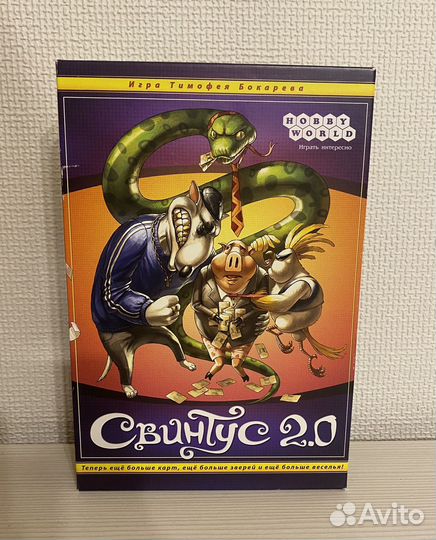 Игра Тимофея Бокарева
HOBBY
WORLD
Играть интересно
Свинтус 2.0
Теперь ещё больше карт, ещё больше зверей и ещё больше веселья!
Avito